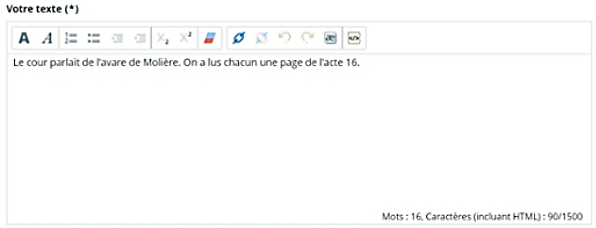 Votre texte (*)
Le cour parlait de l'avare de Molière. On a lus chacun une page de l'acte 16.
Mots : 16, Caractères (incluant HTML) : 90/1500